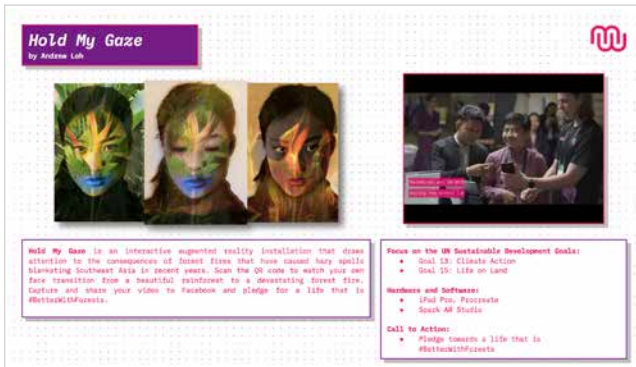 Hold My Gaze
by Andrew Loh
Hold My Gaze is an interactive augmented reality installation that draws
attention to the consequences of forest fires that have caused hazy spells
blanketing Southeast Asia in recent years. Scan the QR code to watch your own
face transition from a beautiful rainforest to a devastating forest fire.
Capture and share your video to Facebook and pledge for a life that is
#BetterWithForests.
Focus on the UN Sustainable Development Goals:
● Goal 13: Climate Action
● Goal 15: Life on Land
Hardware and Software:
● iPad Pro, Procreate
● Spark AR Studio
Call to Action:
● Pledge towards a life that is
#BetterWithForests